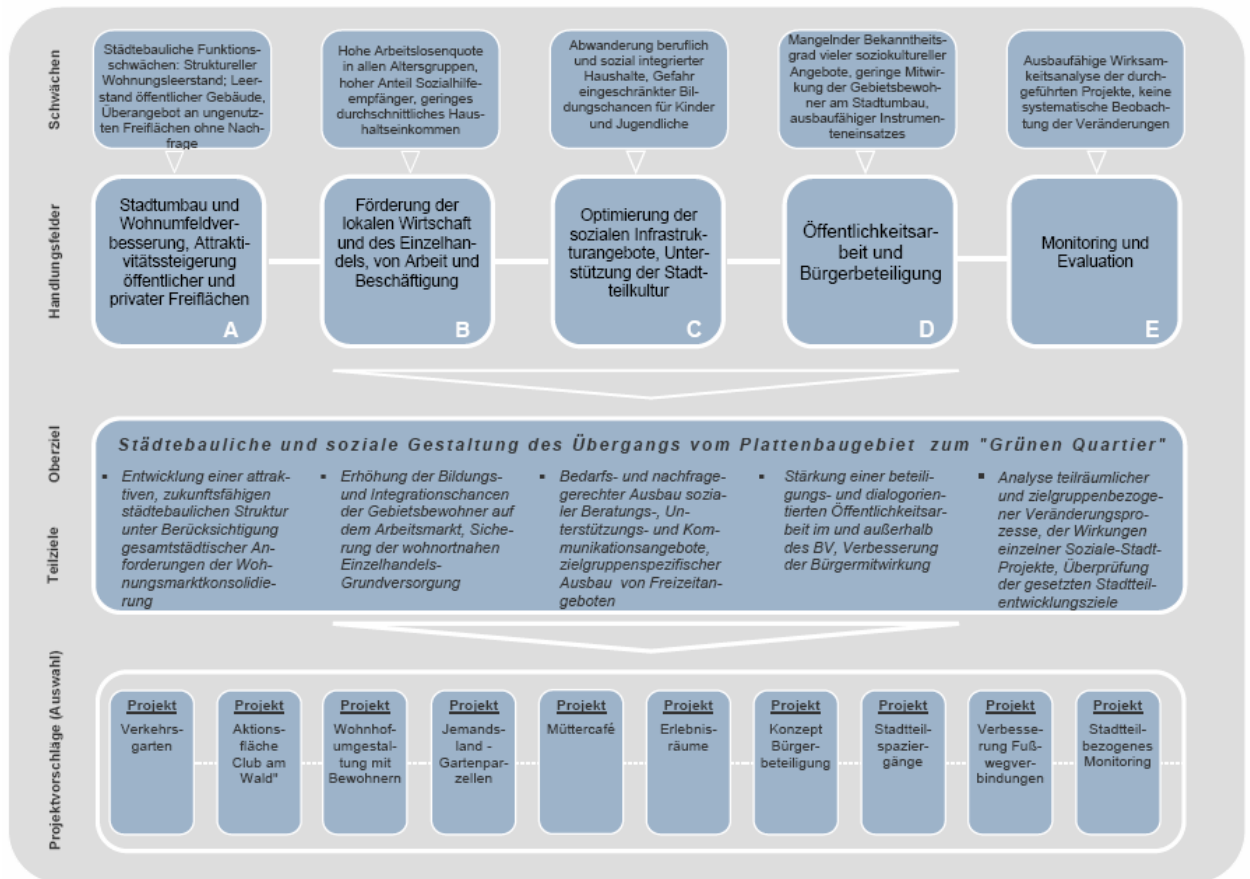 Schwächen
Städtebauliche Funktions-
schwächen: Struktureller
Wohnungsleerstand; Leer-
stand öffentlicher Gebäude,
Überangebot an ungenutz-
ten Freiflächen ohne Nach-
frage
Hohe Arbeitslosenquote
in allen Altersgruppen,
hoher Anteil Sozialhilfe-
empfänger, geringes
durchschnittliches Haus-
haltseinkommen
Abwanderung beruflich
und sozial integrierter
Haushalte, Gefahr
eingeschränkter Bil-
dungschancen für Kinder
und Jugendliche
Mangelnder Bekanntheits-
grad vieler soziokultureller
Angebote, geringe Mitwir-
kung der Gebietsbewoh-
ner am Stadtumbau,
ausbaufähiger Instrumen-
teneinsatzes
Ausbaufähige Wirksam-
keitsanalyse der durch-
geführten Projekte, keine
systematische Beobach-
tung der Veränderungen
Handlungsfelder
Stadtumbau und
Wohnumfeldver-
besserung, Attrakti-
vitätssteigerung
öffentlicher und
privater Freiflächen
A
Förderung der
lokalen Wirtschaft
und des Einzelhan-
dels, von Arbeit und
Beschäftigung
B
Optimierung der
sozialen Infrastruk-
turangebote, Unter-
stützung der Stadt-
teilkultur
C
Öffentlichkeitsar-
beit und
Bürgerbeteiligung
D
Monitoring und
Evaluation
E
Oberziel
Städtebauliche und soziale Gestaltung des Übergangs vom Plattenbaugebiet zum "Grünen Quartier"
Teilziele
▪ Entwicklung einer attrak-
tiven, zukunftsfähigen
städtebaulichen Struktur
unter Berücksichtigung
gesamtstädtischer An-
forderungen der Woh-
nungsmarktkonsolidie-
rung
▪ Erhöhung der Bildungs-
und Integrationschancen
der Gebietsbewohner auf
dem Arbeitsmarkt, Siche-
rung der wohnortnahen
Einzelhandels-
Grundversorgung
▪ Bedarfs- und nachfrage-
gerechter Ausbau sozia-
ler Beratungs-, Un-
terstützungs- und Kom-
munikationsangebote,
zielgruppenspezifischer
Ausbau von Freizeitan-
geboten
▪ Stärkung einer beteili-
gungs- und dialogorien-
tierten Öffentlichkeitsar-
beit im und außerhalb
des BV, Verbesserung
der Bürgermitwirkung
▪ Analyse teilräumlicher
und zielgruppenbezoge-
ner Veränderungspro-
zesse, der Wirkungen
einzelner Soziale-Stadt-
Projekte, Überprüfung
der gesetzten Stadtteil-
entwicklungsziele
Projektvorschläge (Auswahl)
Projekt
Verkehrs-
garten
Projekt
Aktions-
fläche
Club am
Wald"
Projekt
Wohnhof-
umgestal-
tung mit
Bewohnern
Projekt
Jemands-
land -
Gartenpar-
zellen
Projekt
Müttercafé
Projekt
Erlebnis-
räume
Projekt
Konzept
Bürger-
beteiligung
Projekt
Stadtteil-
spazier-
gänge
Projekt
Verbesse-
rung Fuß-
wegver-
bindungen
Projekt
Stadtteil-
bezogenes
Monitoring